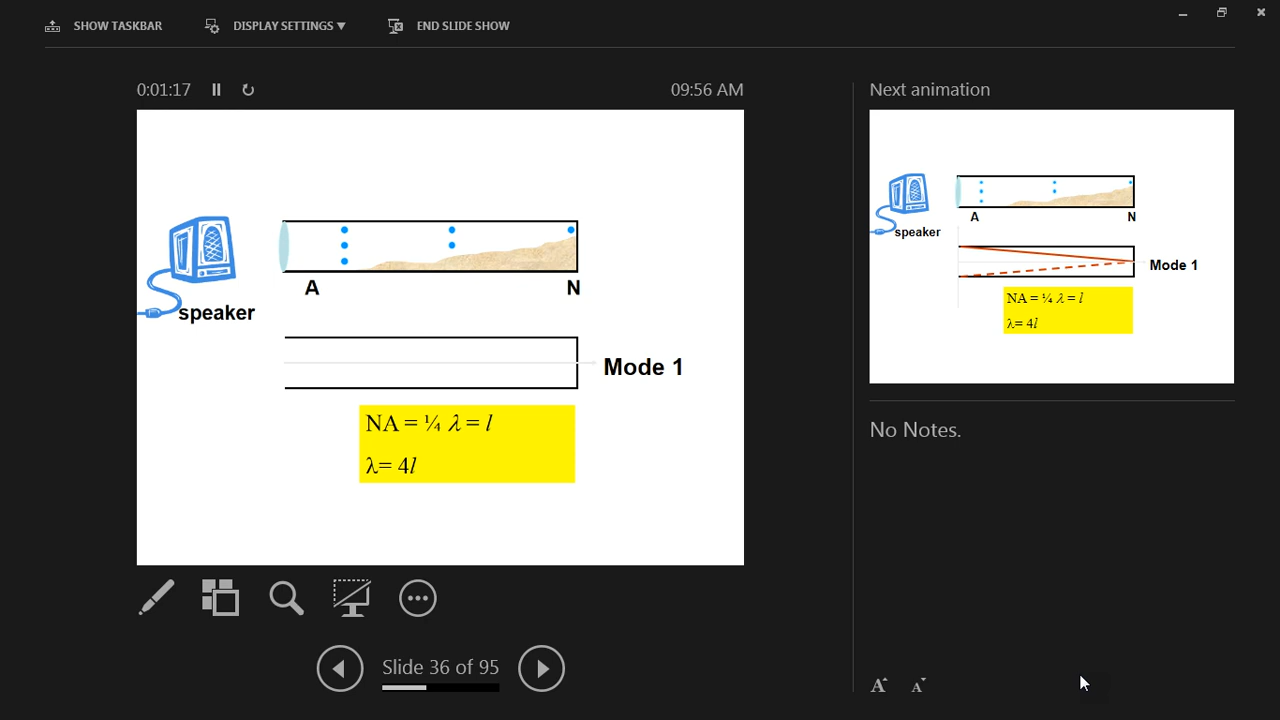 SHOW TASKBAR DISPLAY SETTINGS ▼ END SLIDE SHOW
0:01:17 09:56 AM
A N
speaker
Mode 1
NA = ¼ λ = l
λ= 4l
Slide 36 of 95
Next animation
A N
speaker
Mode 1
NA = ¼ λ = l
λ= 4l
No Notes.
A A